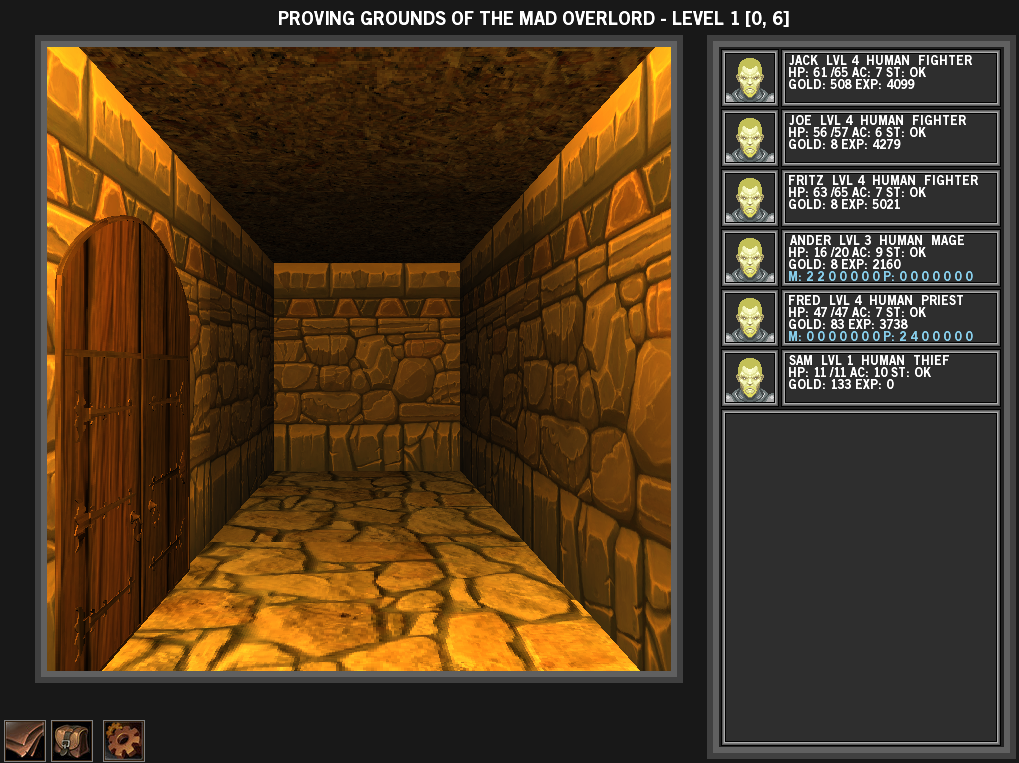 PROVING GROUNDS OF THE MAD OVERLORD - LEVEL 1 [0, 6]
JACK LVL 4 HUMAN FIGHTER
HP: 61 /65 AC: 7 ST: OK
GOLD: 508 EXP: 4099
JOE LVL 4 HUMAN FIGHTER
HP: 56 /57 AC: 6 ST: OK
GOLD: 8 EXP: 4279
FRITZ LVL 4 HUMAN FIGHTER
HP: 63 /65 AC: 7 ST: OK
GOLD: 8 EXP: 5021
ANDER LVL 3 HUMAN MAGE
HP: 16 /20 AC: 9 ST: OK
GOLD: 8 EXP: 2160
M: 2 2 0 0 0 0 0 P: 0 0 0 0 0 0 0
FRED LVL 4 HUMAN PRIEST
HP: 47 /47 AC: 7 ST: OK
GOLD: 83 EXP: 3738
M: 0 0 0 0 0 0 0 P: 2 4 0 0 0 0 0
SAM LVL 1 HUMAN THIEF
HP: 11 /11 AC: 10 ST: OK
GOLD: 133 EXP: 0